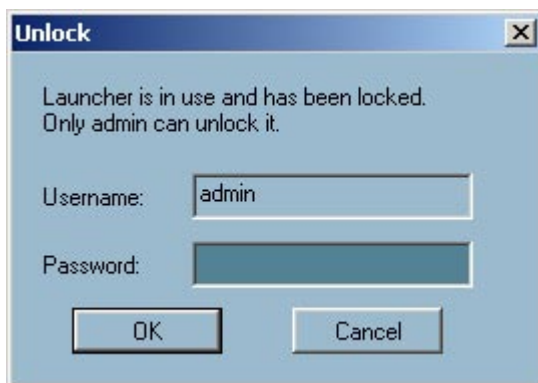 Unlock
Launcher is in use and has been locked.
Only admin can unlock it.
Username: admin
Password:
OK Cancel